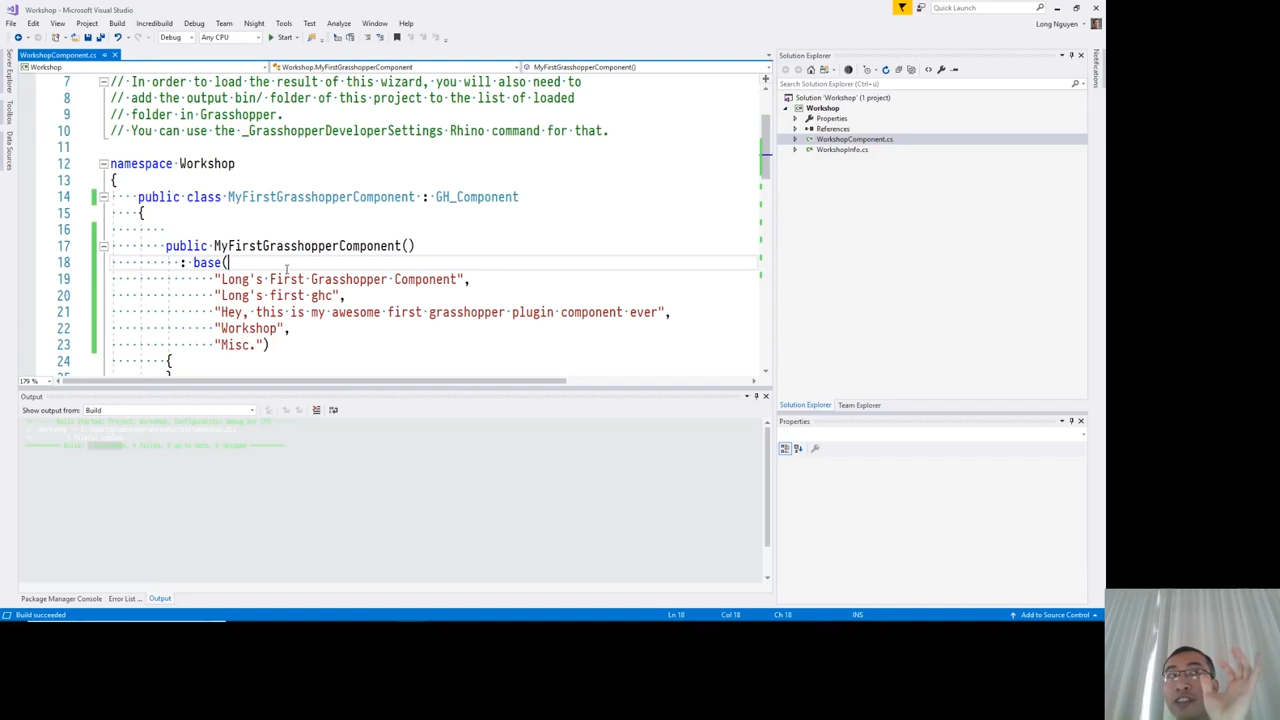 Workshop - Microsoft Visual Studio
Quick Launch
File Edit View Project Build Incredibuild Debug Team Nsight Tools Test Analyze Window Help
Long Nguyen
Debug Any CPU Start
WorkshopComponent.cs
Workshop Workshop.MyFirstGrasshopperComponent MyFirstGrasshopperComponent()
Server Explorer
Toolbox
Data Sources
7 // In order to load the result of this wizard, you will also need to
8 // add the output bin/ folder of this project to the list of loaded
9 // folder in Grasshopper.
10 // You can use the _GrasshopperDeveloperSettings Rhino command for that.
11
12 namespace Workshop
13 {
14 public class MyFirstGrasshopperComponent : GH_Component
15 {
16
17 public MyFirstGrasshopperComponent()
18 : base(
19 "Long's First Grasshopper Component",
20 "Long's first ghc",
21 "Hey, this is my awesome first grasshopper plugin component ever",
22 "Workshop",
23 "Misc.")
24 {
179 %
Output
Show output from: Build
Package Manager Console Error List ... Output
Build succeeded Ln 18 Col 18 Ch 18 INS Add to Source Control
Solution Explorer
Search Solution Explorer (Ctrl+ü)
Solution 'Workshop' (1 project)
Workshop
Properties
References
WorkshopComponent.cs
WorkshopInfo.cs
Solution Explorer Team Explorer
Properties
Notifications